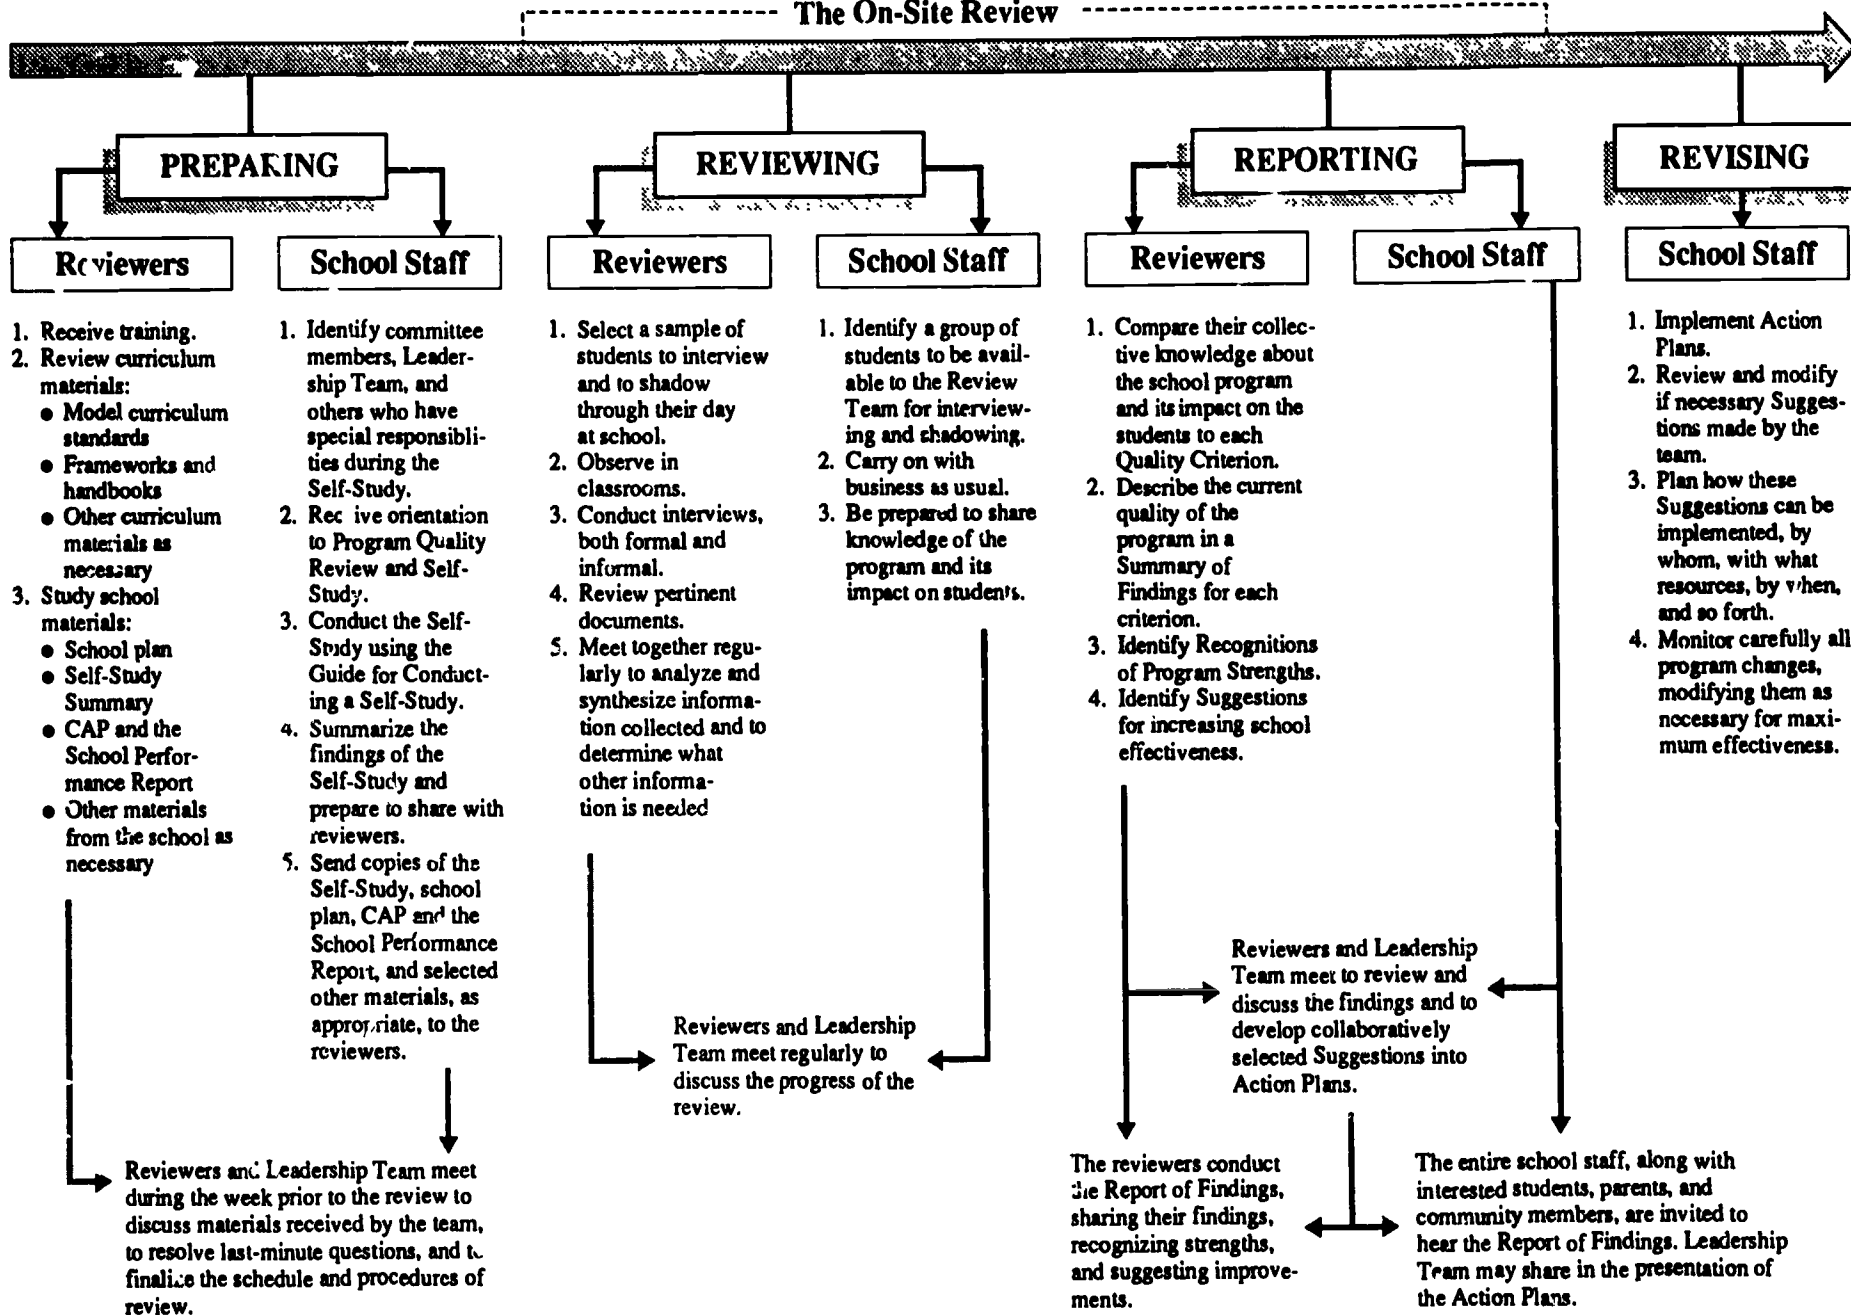 The On-Site Review
PREPARING
Reviewers
1. Receive training.
2. Review curriculum
materials:
● Model curriculum
standards
● Frameworks and
handbooks
● Other curriculum
materials as
necessary
3. Study school
materials:
● School plan
● Self-Study
Summary
● CAP and the
School Perfor-
mance Report
● Other materials
from the school as
necessary
School Staff
1. Identify committee
members, Leader-
ship Team, and
others who have
special responsibli-
ties during the
Self-Study.
2. Receive orientation
to Program Quality
Review and Self-
Study.
3. Conduct the Self-
Study using the
Guide for Conduct-
ing a Self-Study.
4. Summarize the
findings of the
Self-Study and
prepare to share with
reviewers.
5. Send copies of the
Self-Study, school
plan, CAP and the
School Performance
Report, and selected
other materials, as
appropriate, to the
reviewers.
Reviewers and Leadership Team meet
during the week prior to the review to
discuss materials received by the team,
to resolve last-minute questions, and to
finalize the schedule and procedures of
review.
REVIEWING
Reviewers
1. Select a sample of
students to interview
and to shadow
through their day
at school.
2. Observe in
classrooms.
3. Conduct interviews,
both formal and
informal.
4. Review pertinent
documents.
5. Meet together regu-
larly to analyze and
synthesize informa-
tion collected and to
determine what
other informa-
tion is needed
School Staff
1. Identify a group of
students to be avail-
able to the Review
Team for interview-
ing and shadowing.
2. Carry on with
business as usual.
3. Be prepared to share
knowledge of the
program and its
impact on students.
Reviewers and Leadership
Team meet regularly to
discuss the progress of the
review.
REPORTING
Reviewers
1. Compare their collec-
tive knowledge about
the school program
and its impact on the
students to each
Quality Criterion.
2. Describe the current
quality of the
program in a
Summary of
Findings for each
criterion.
3. Identify Recognitions
of Program Strengths.
4. Identify Suggestions
for increasing school
effectiveness.
School Staff
Reviewers and Leadership
Team meet to review and
discuss the findings and to
develop collaboratively
selected Suggestions into
Action Plans.
The reviewers conduct
the Report of Findings,
sharing their findings,
recognizing strengths,
and suggesting improve-
ments.
The entire school staff, along with
interested students, parents, and
community members, are invited to
hear the Report of Findings. Leadership
Team may share in the presentation of
the Action Plans.
REVISING
School Staff
1. Implement Action
Plans.
2. Review and modify
if necessary Sugges-
tions made by the
team.
3. Plan how these
Suggestions can be
implemented, by
whom, with what
resources, by when,
and so forth.
4. Monitor carefully all
program changes,
modifying them as
necessary for maxi-
mum effectiveness.